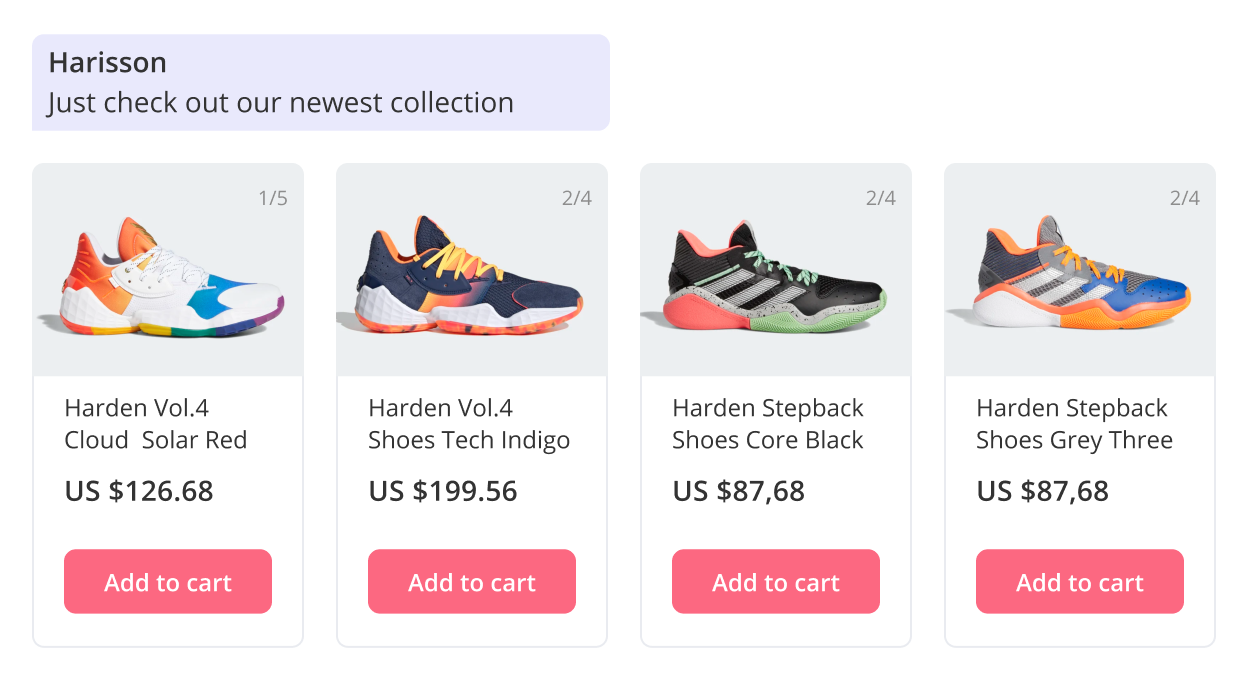 Harisson
Just check out our newest collection
1/5
2/4
2/4
2/4
Harden Vol.4
Cloud  Solar Red
US $126.68
Add to cart
Harden Vol.4
Shoes Tech Indigo
US $199.56
Add to cart
Harden Stepback
Shoes Core Black
US $87,68
Add to cart
Harden Stepback
Shoes Grey Three
US $87,68
Add to cart